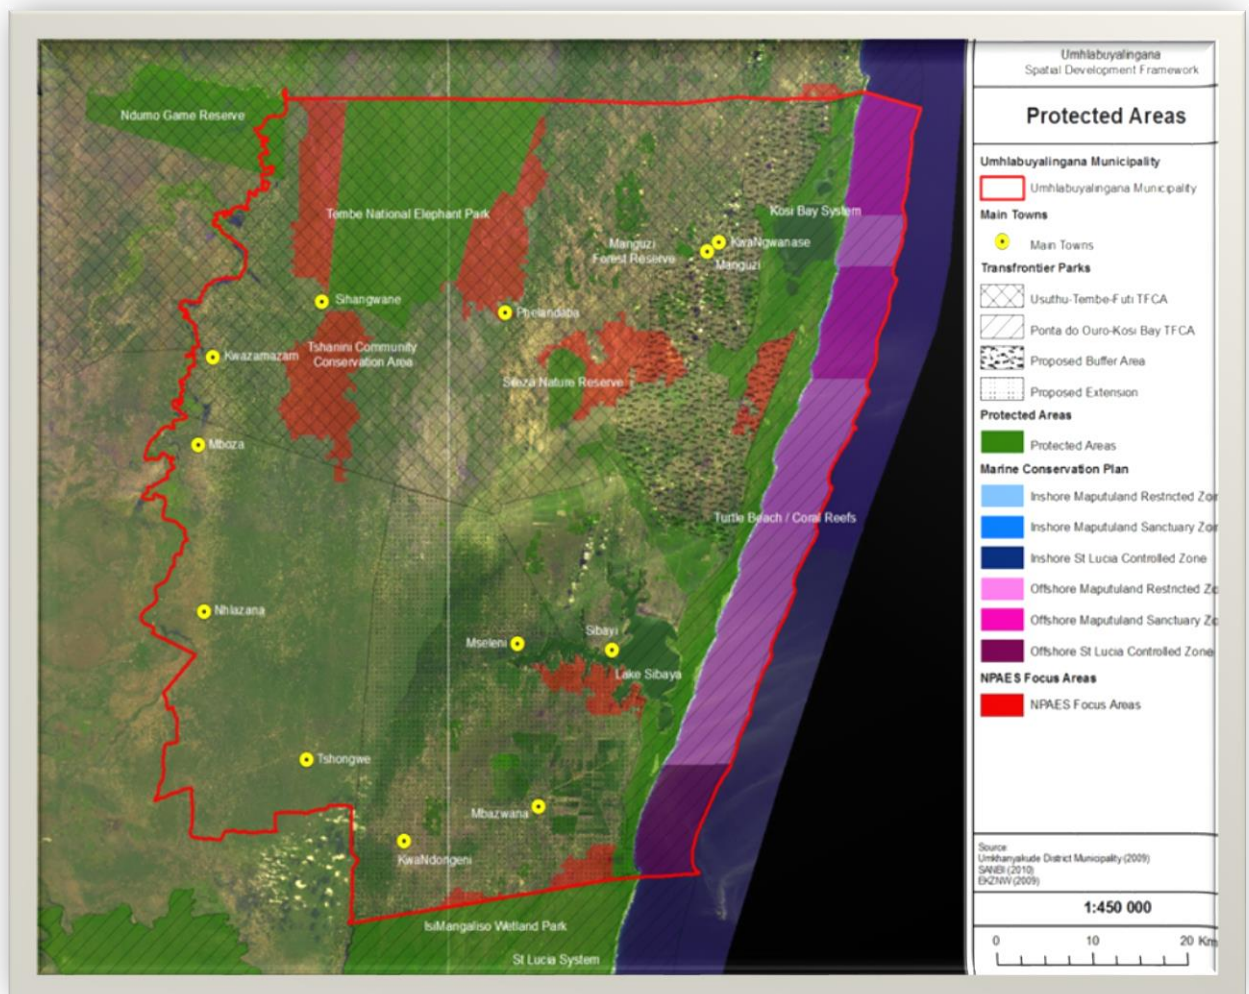 Umhlabuyalingana
Spatial Development Framework
Protected Areas
Umhlabuyalingana Municipality
Umhlabuyalingana Municipality
Main Towns
Main Towns
Transfrontier Parks
Usuthu-Tembe-Futi TFCA
Ponta do Ouro-Kosi Bay TFCA
Proposed Buffer Area
Proposed Extension
Protected Areas
Protected Areas
Marine Conservation Plan
Inshore Maputuland Restricted Zor
Inshore Maputuland Sanctuary Zor
Inshore St Lucia Controlled Zone
Offshore Maputuland Restricted Zo
Offshore Maputuland Sanctuary Zo
Offshore St Lucia Controlled Zone
NPAES Focus Areas
NPAES Focus Areas
Source
Umkhanyakude District Municipality (2009)
SANBI (2010)
EKZNW (2009)
1:450 000
0 10 20 Km
Ndumo Game Reserve
Tembe National Elephant Park
Kosi Bay System
Manguzi
Forest Reserve
KwaNgwanase
Manguzi
Sihangwane
Phelandaba
Tshanini Community
Conservation Area
Kwazamazam
Sileza Nature Reserve
Mboza
Turtle Beach / Coral Reefs
Nhlazana
Mseleni
Sibayi
Lake Sibaya
Tshongwe
Mbazwana
KwaNdongeni
IsiMangaliso Wetland Park
St Lucia System